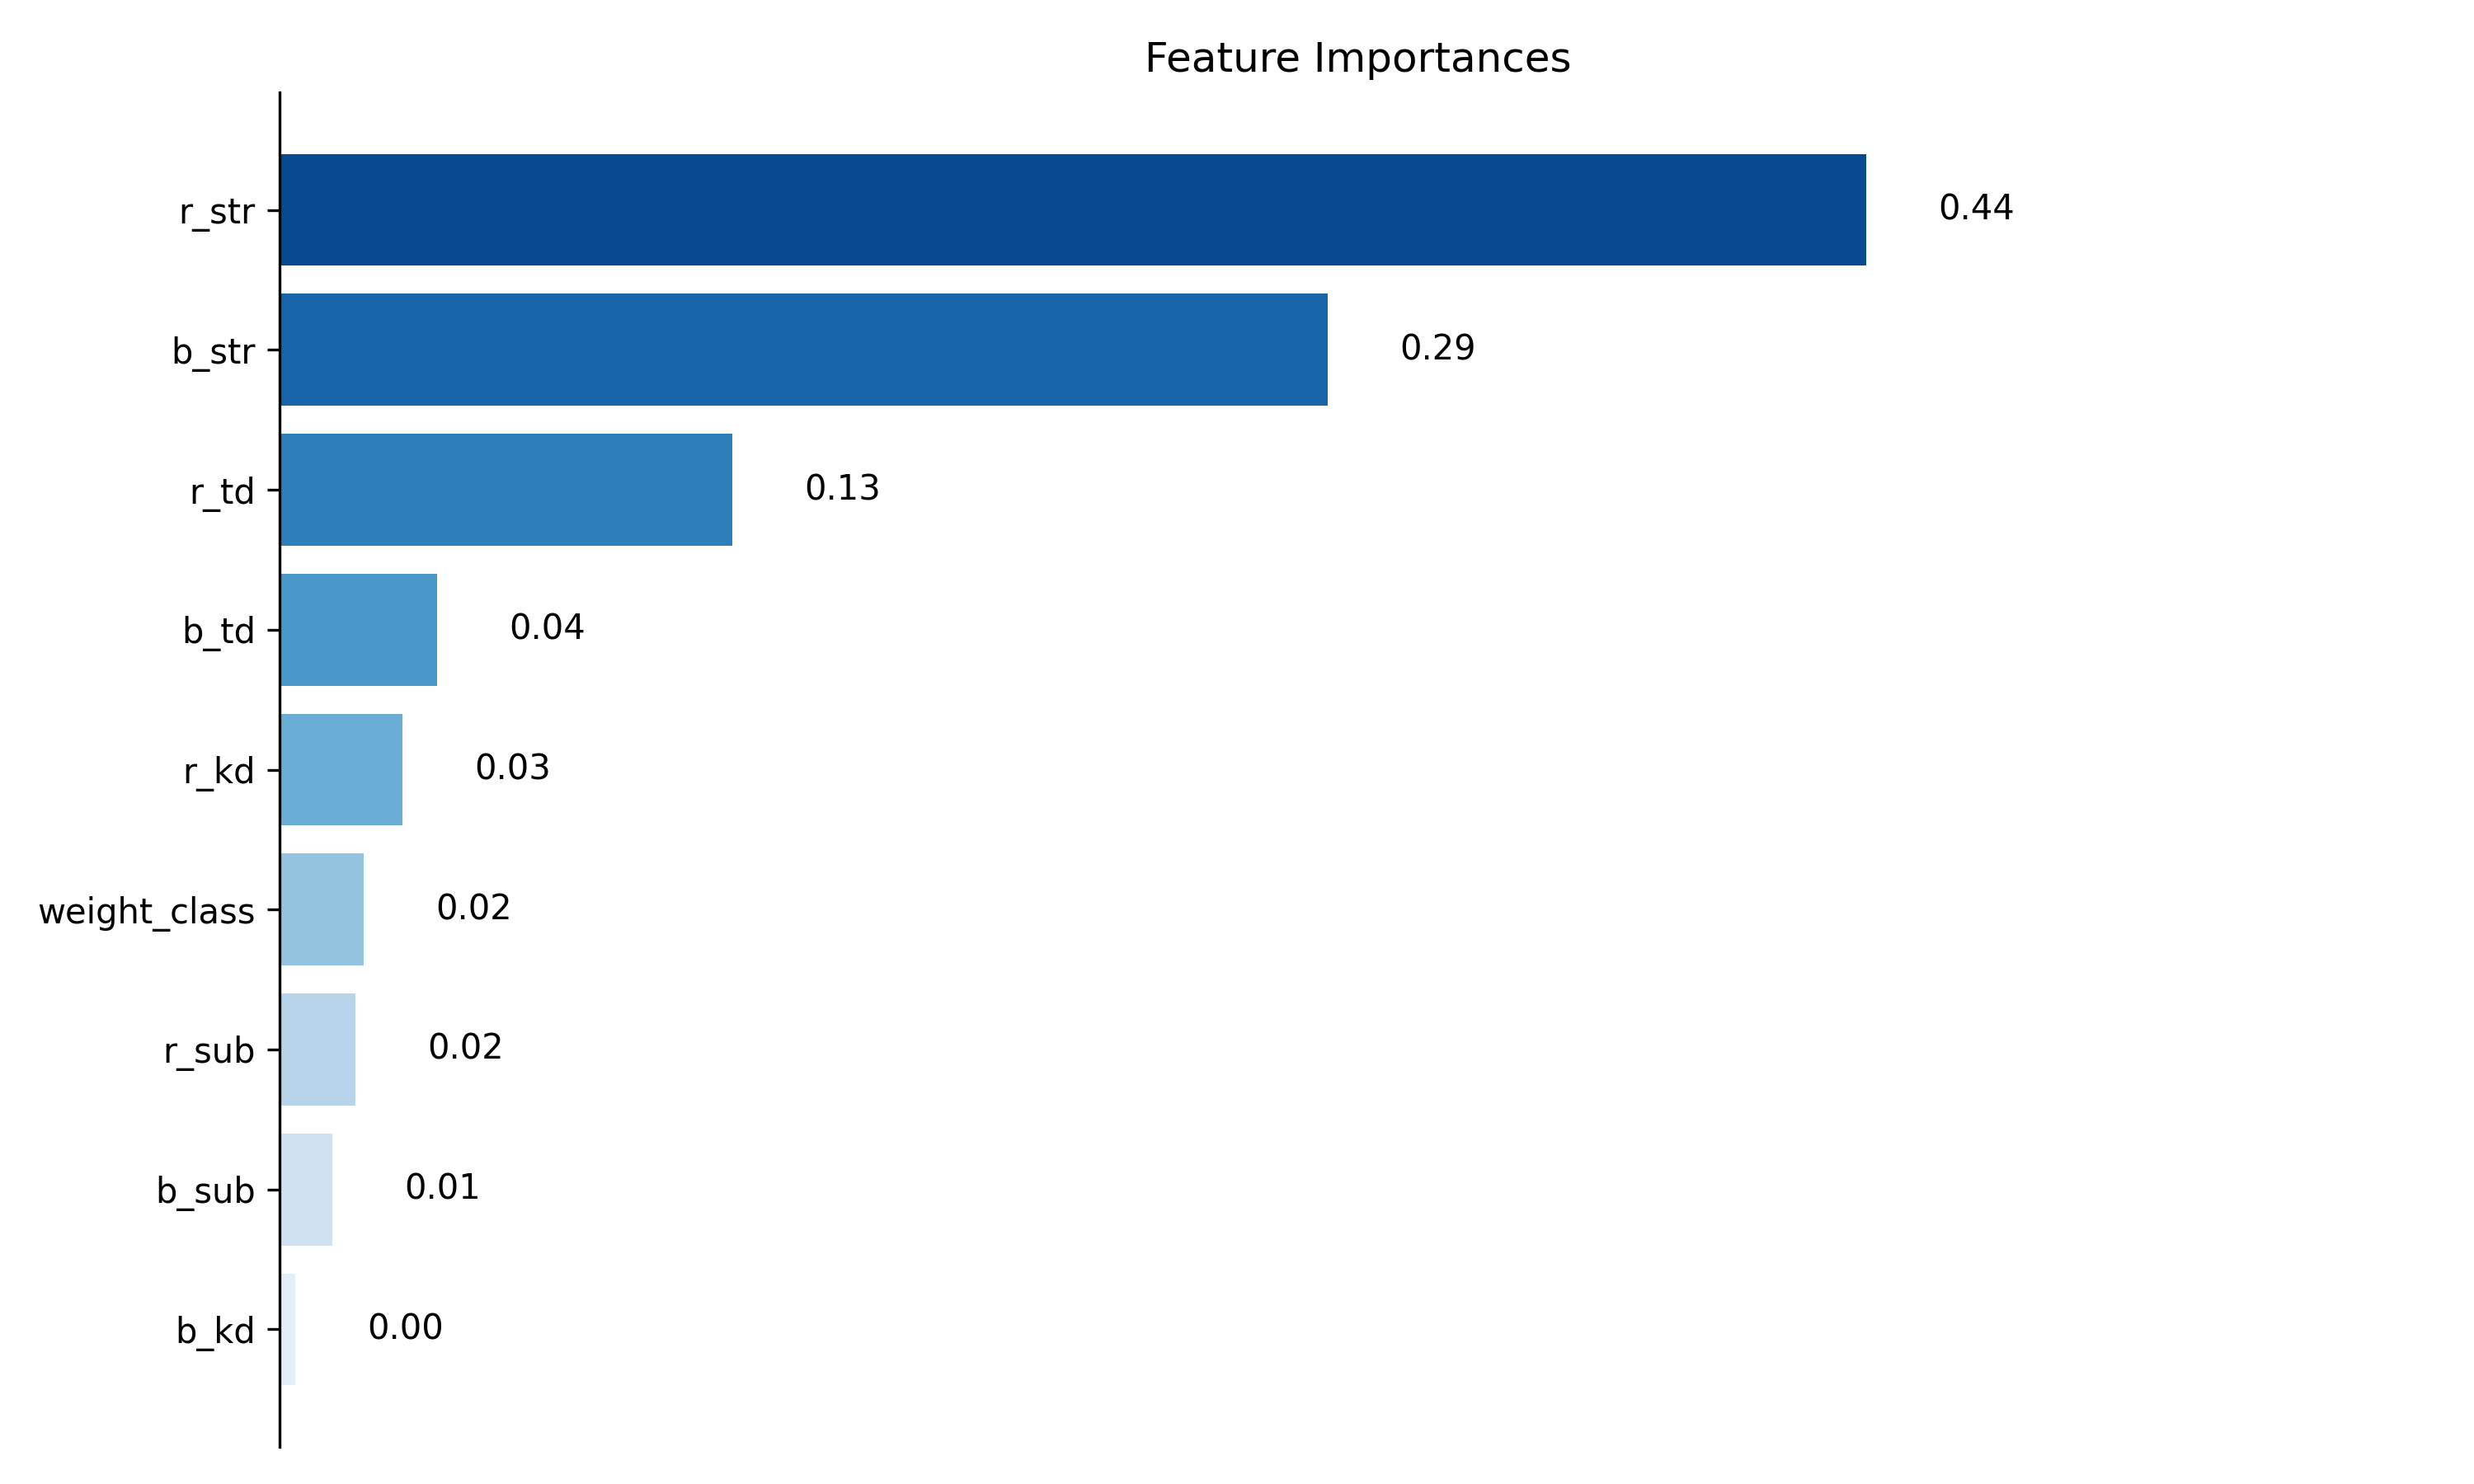 Feature Importances
r_str 0.44
b_str 0.29
r_td 0.13
b_td 0.04
r_kd 0.03
weight_class 0.02
r_sub 0.02
b_sub 0.01
b_kd 0.00